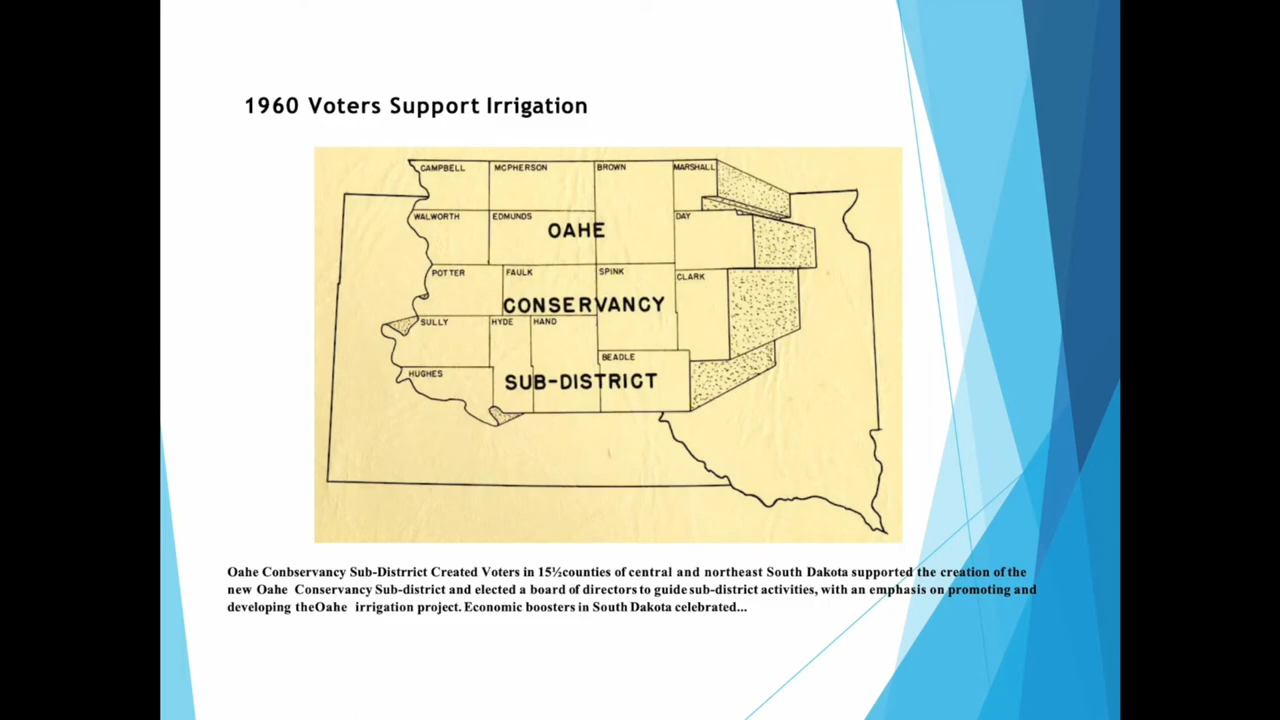 1960 Voters Support Irrigation
CAMPBELL MCPHERSON BROWN MARSHALL
WALWORTH EDMUNDS DAY
OAHE
POTTER FAULK SPINK CLARK
CONSERVANCY
SULLY HYDE HAND
BEADLE
HUGHES
SUB-DISTRICT
Oahe Conbservancy Sub-Distrrict Created Voters in 15½counties of central and northeast South Dakota supported the creation of the
new Oahe Conservancy Sub-district and elected a board of directors to guide sub-district activities, with an emphasis on promoting and
developing theOahe irrigation project. Economic boosters in South Dakota celebrated...